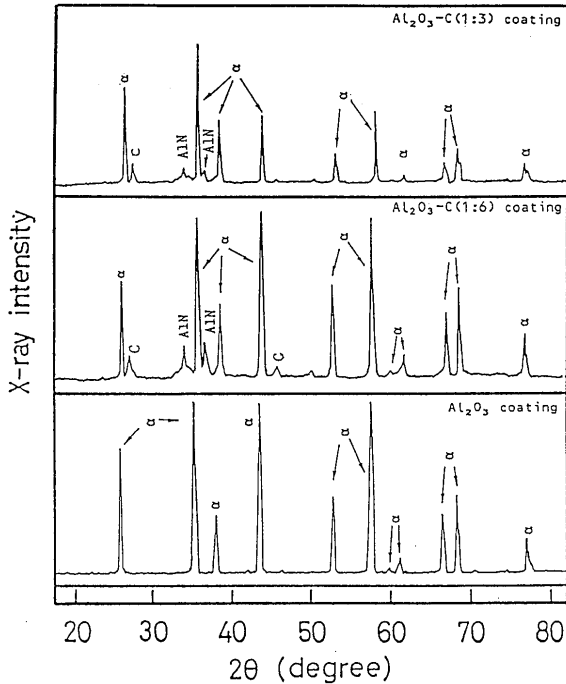 Al₂O₃-C(1:3) coating
α
C
AlN
AlN
α
α
α
α
α
Al₂O₃-C(1:6) coating
α
C
AlN
AlN
α
C
α
α
α
α
Al₂O₃ coating
α
α
α
α
α
α
α
X-ray intensity
20 30 40 50 60 70 80
2θ (degree)